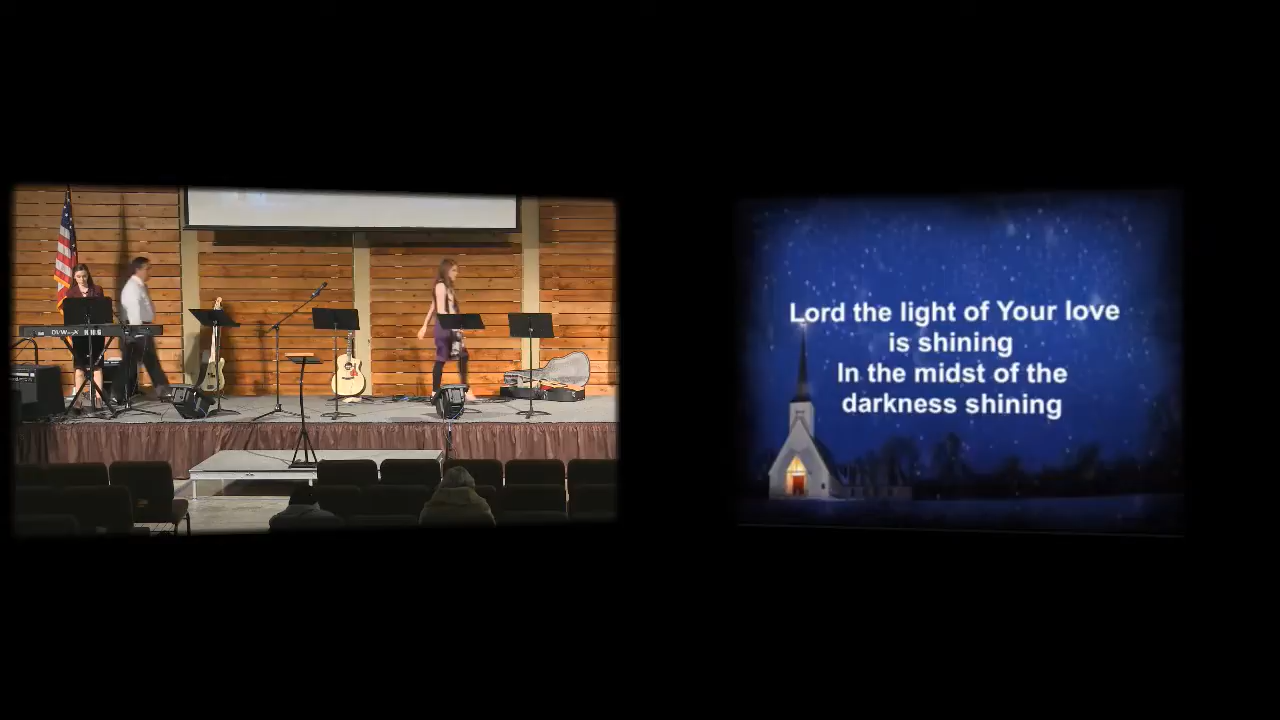 Lord the light of Your love
is shining
In the midst of the
darkness shining